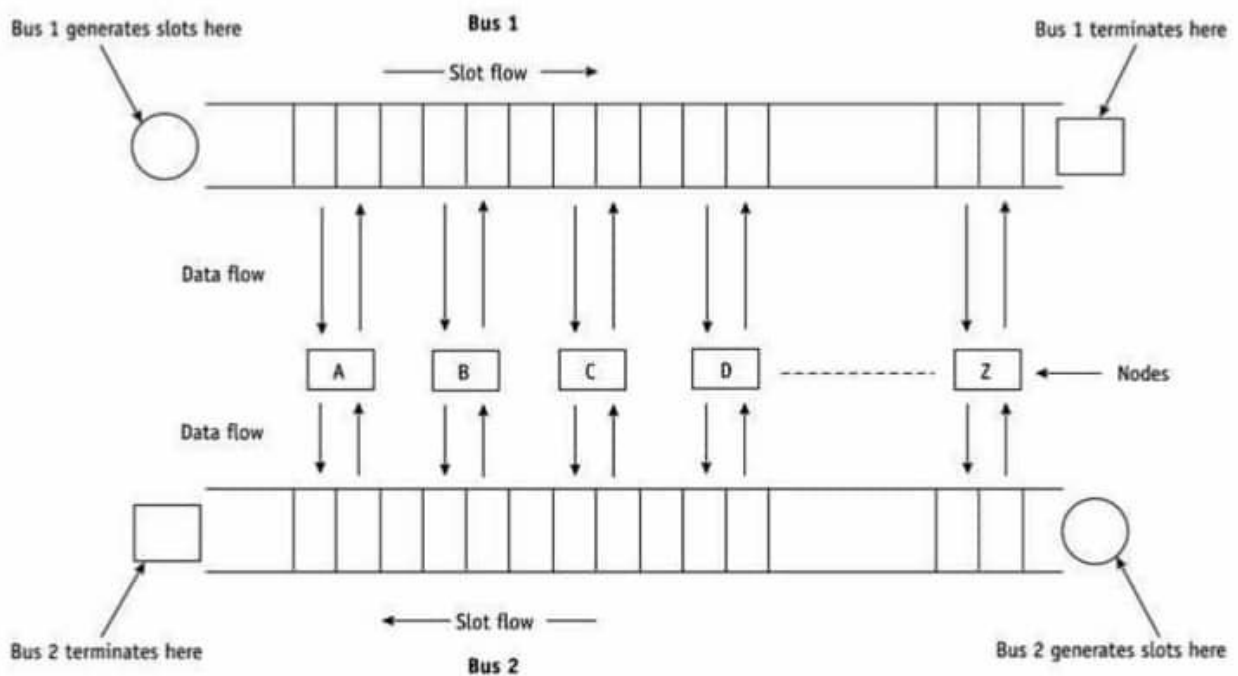 Bus 1 generates slots here
Bus 1
Bus 1 terminates here
Slot flow
Data flow
A
B
C
D
Z
Nodes
Data flow
Slot flow
Bus 2 terminates here
Bus 2
Bus 2 generates slots here